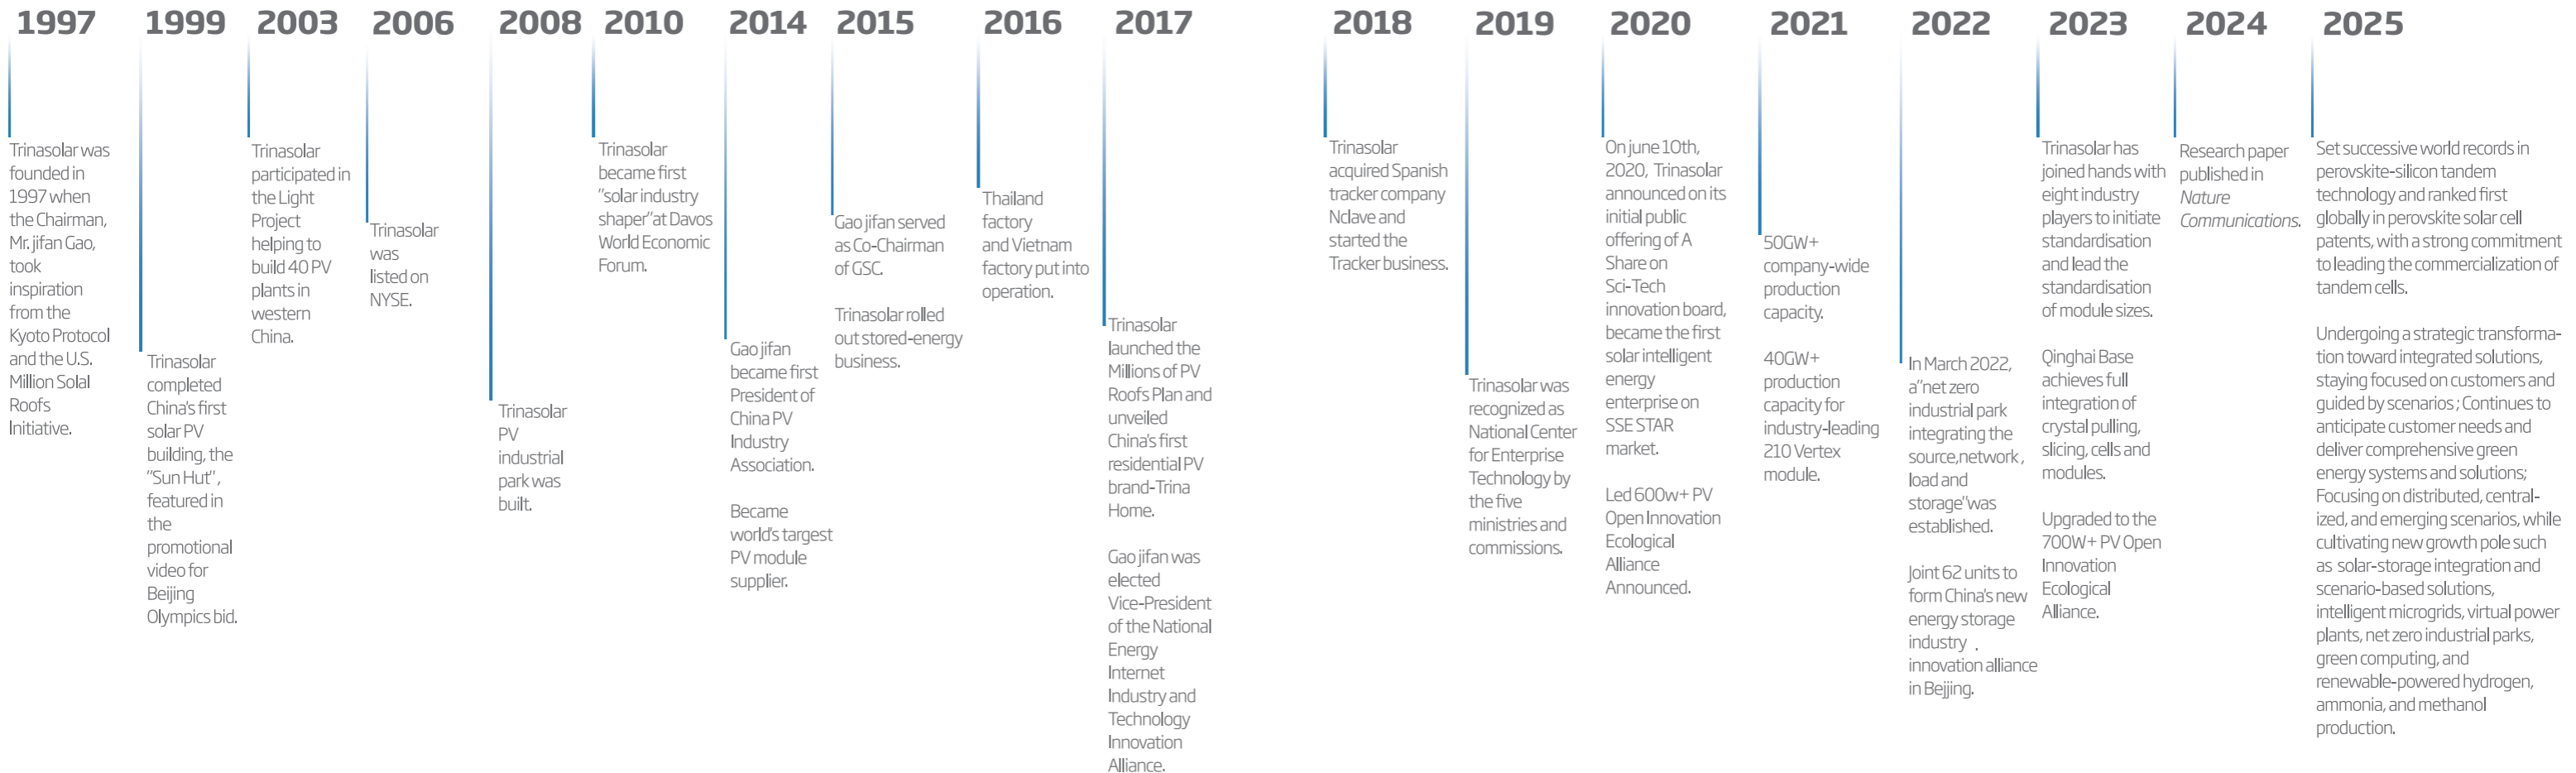 1997
Trinasolar was
founded in
1997 when
the Chairman,
Mr. jifan Gao,
took
inspiration
from the
Kyoto Protocol
and the U.S.
Million Solal
Roofs
Initiative.
1999
Trinasolar
completed
China's first
solar PV
building, the
"Sun Hut",
featured in
the
promotional
video for
Beijing
Olympics bid.
2003
Trinasolar
participated in
the Light
Project
helping to
build 40 PV
plants in
western
China.
2006
Trinasolar
was
listed on
NYSE.
2008
Trinasolar
PV
industrial
park was
built.
2010
Trinasolar
became first
"solar industry
shaper"at Davos
World Economic
Forum.
2014
Gao jifan
became first
President of
China PV
Industry
Association.
Became
world's targest
PV module
supplier.
2015
Gao jifan served
as Co-Chairman
of GSC.
Trinasolar rolled
out stored-energy
business.
2016
Thailand
factory
and Vietnam
factory put into
operation.
2017
Trinasolar
launched the
Millions of PV
Roofs Plan and
unveiled
China's first
residential PV
brand-Trina
Home.
Gao jifan was
elected
Vice-President
of the National
Energy
Internet
Industry and
Technology
Innovation
Alliance.
2018
Trinasolar
acquired Spanish
tracker company
Nclave and
started the
Tracker business.
2019
Trinasolar was
recognized as
National Center
for Enterprise
Technology by
the five
ministries and
commissions.
2020
On june 10th,
2020, Trinasolar
announced on its
initial public
offering of A
Share on
Sci-Tech
innovation board,
became the first
solar intelligent
energy
enterprise on
SSE STAR
market.
Led 600w+ PV
Open Innovation
Ecological
Alliance
Announced.
2021
50GW+
company-wide
production
capacity.
40GW+
production
capacity for
industry-leading
210 Vertex
module.
2022
In March 2022,
a"net zero
industrial park
integrating the
source,network ,
load and
storage"was
established.
Joint 62 units to
form China's new
energy storage
industry .
innovation alliance
in Bejjing.
2023
Trinasolar has
joined hands with
eight industry
players to initiate
standardisation
and lead the
standardisation
of module sizes.
Qinghai Base
achieves full
integration of
crystal pulling,
slicing, cells and
modules.
Upgraded to the
700W+ PV Open
Innovation
Ecological
Alliance.
2024
Research paper
published in
Nature
Communications.
2025
Set successive world records in
perovskite-silicon tandem
technology and ranked first
globally in perovskite solar cell
patents, with a strong commitment
to leading the commercialization of
tandem cells.
Undergoing a strategic transforma-
tion toward integrated solutions,
staying focused on customers and
guided by scenarios ; Continues to
anticipate customer needs and
deliver comprehensive green
energy systems and solutions;
Focusing on distributed, central-
ized, and emerging scenarios, while
cultivating new growth pole such
as solar-storage integration and
scenario-based solutions,
intelligent microgrids, virtual power
plants, net zero industrial parks,
green computing, and
renewable-powered hydrogen,
ammonia, and methanol
production.